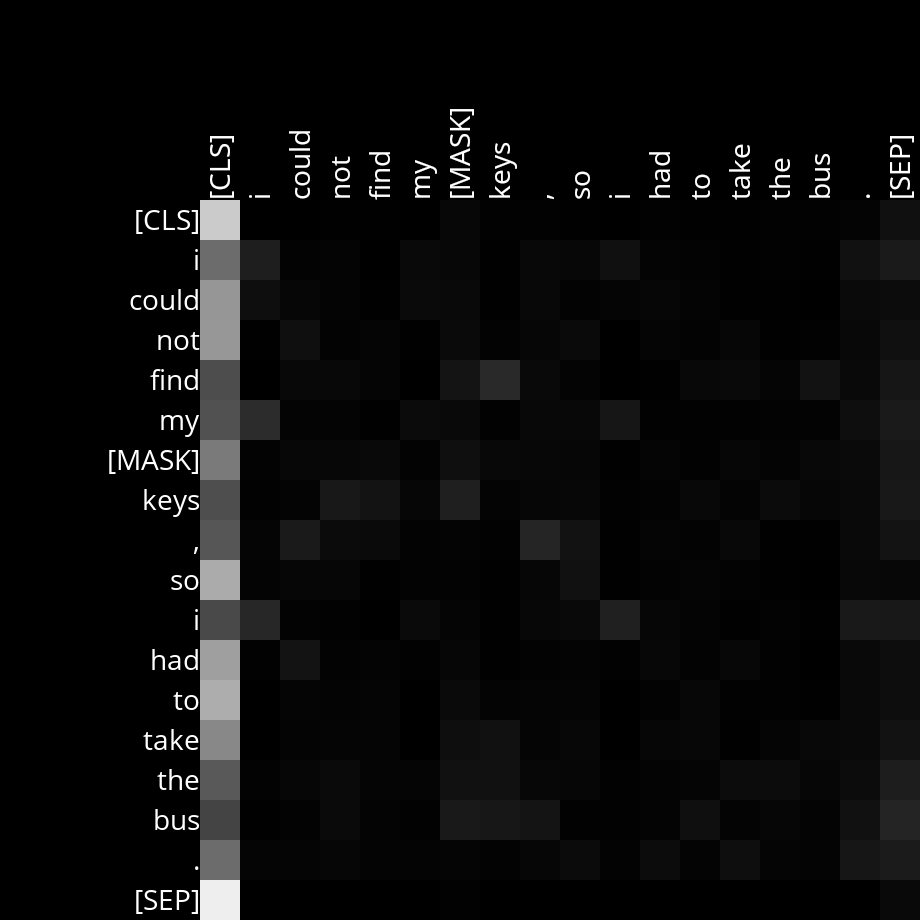 [CLS] i could not find my [MASK] keys , so i had to take the bus . [SEP]
[CLS]
i
could
not
find
my
[MASK]
keys
,
so
i
had
to
take
the
bus
.
[SEP]